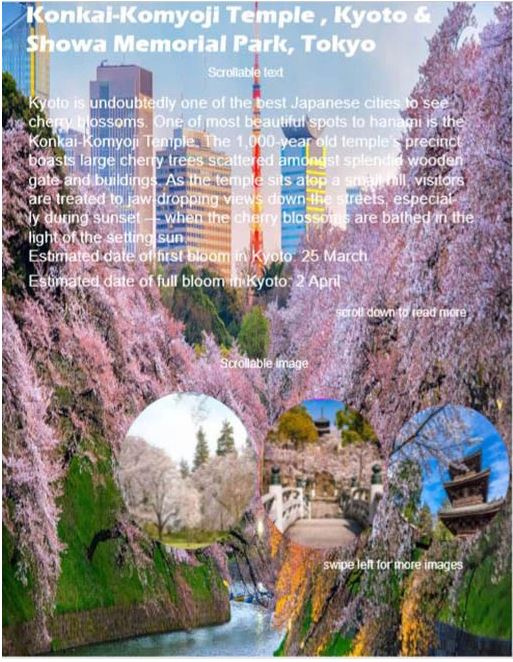 Konkai-Komyoji Temple , Kyoto &
Showa Memorial Park, Tokyo
Scrollable text
Kyoto is undoubtedly one of the best Japanese cities to see
cherry blossoms. One of most beautiful spots to hanami is the
Konkai-Komyoji Temple. The 1,000-year old temple's precinct
boasts large cherry trees scattered amongst splendid wooden
gate and buildings. As the temple sits atop a small hill, visitors
are treated to jaw-dropping views down the streets, especial-
ly during sunset — when the cherry blossoms are bathed in the
light of the setting sun.
Estimated date of first bloom in Kyoto: 25 March
Estimated date of full bloom in Kyoto: 2 April
scroll down to read more
Scrollable image
swipe left for more images